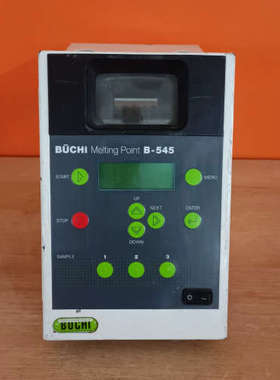 BÜCHI Melting Point B-545
START
MENU
UP
NEXT
ENTER
STOP
DOWN
SAMPLE
1 2 3
BÜCHI